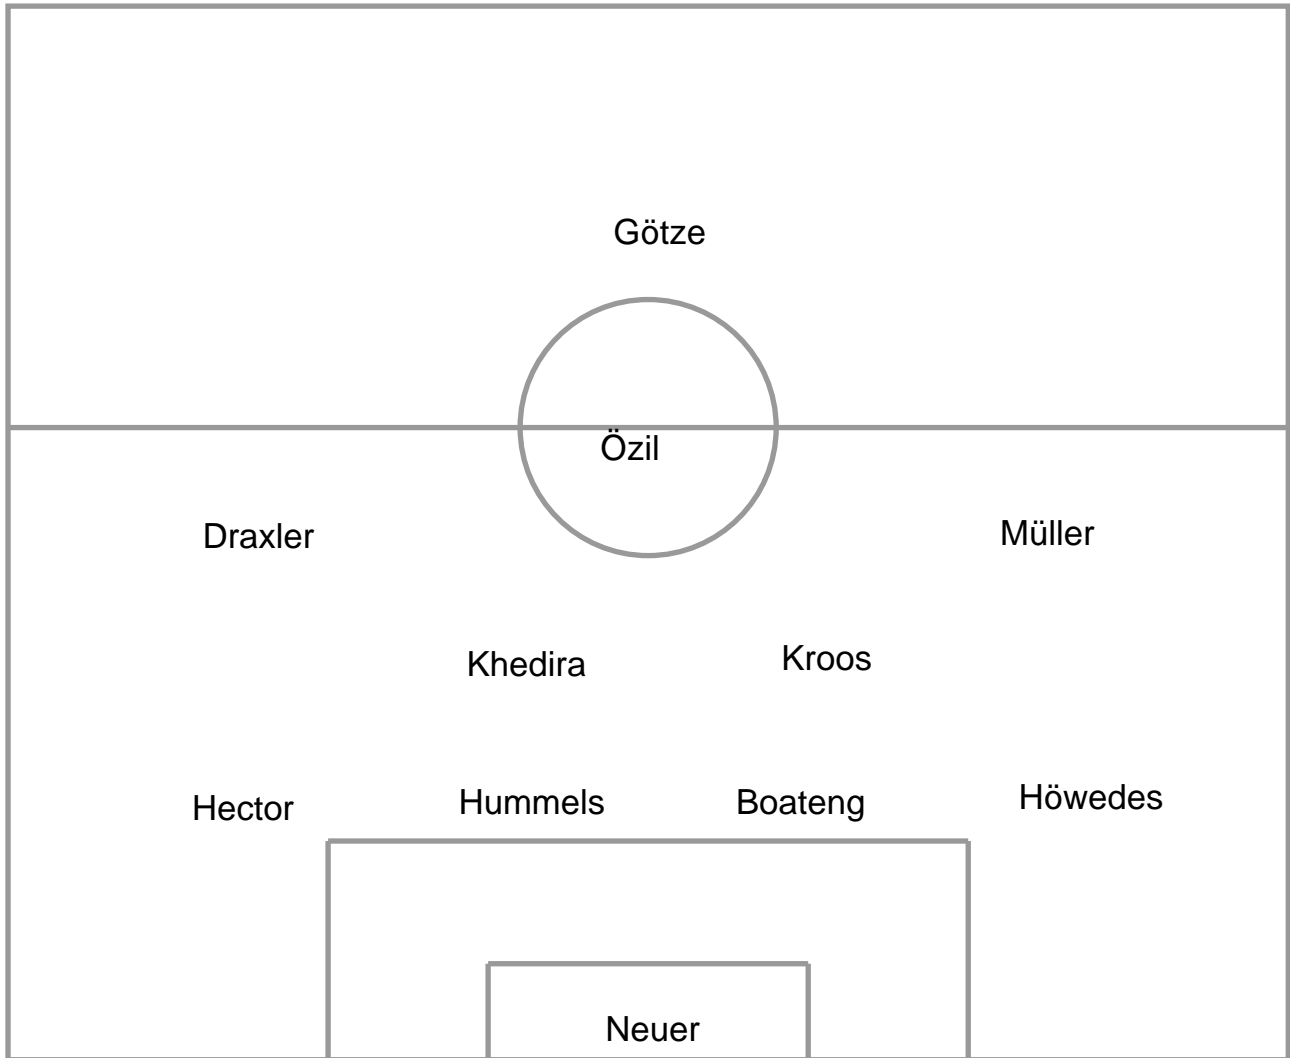 Götze
Özil
Draxler
Müller
Khedira
Kroos
Hector
Hummels
Boateng
Höwedes
Neuer